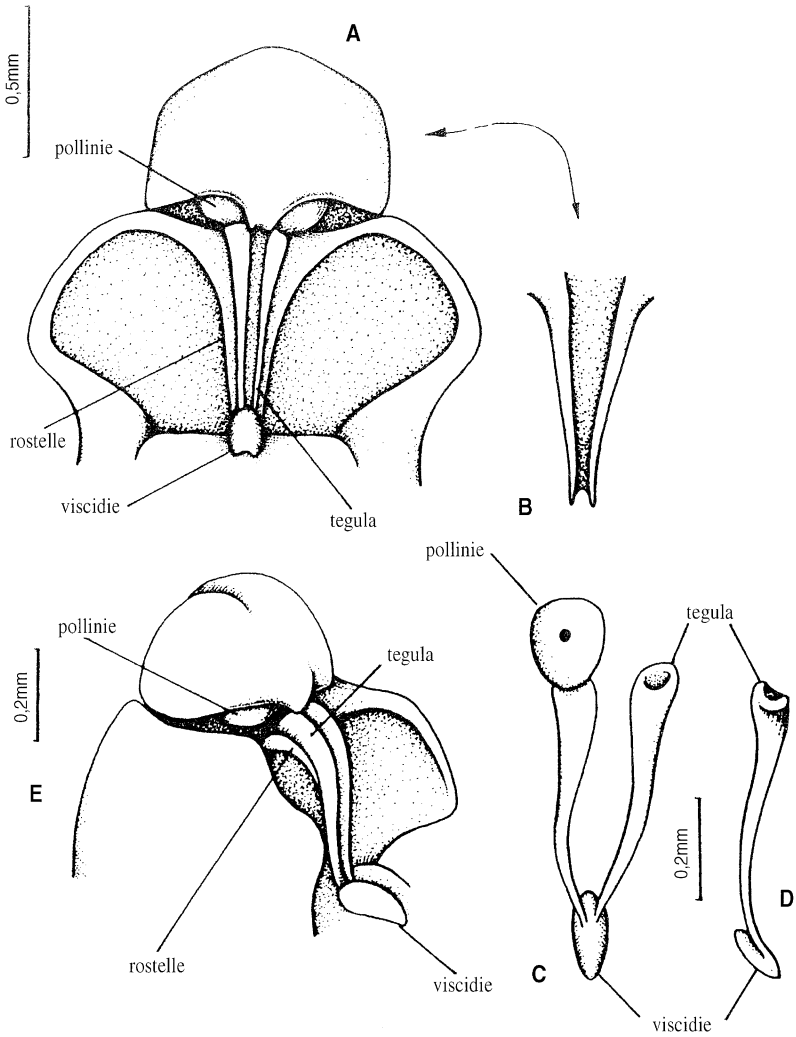 A
0,5mm
pollinie
rostelle
viscidie
tegula
B
pollinie
tegula
pollinie
tegula
0,2mm
E
0,2mm
D
rostelle
C
viscidie
viscidie